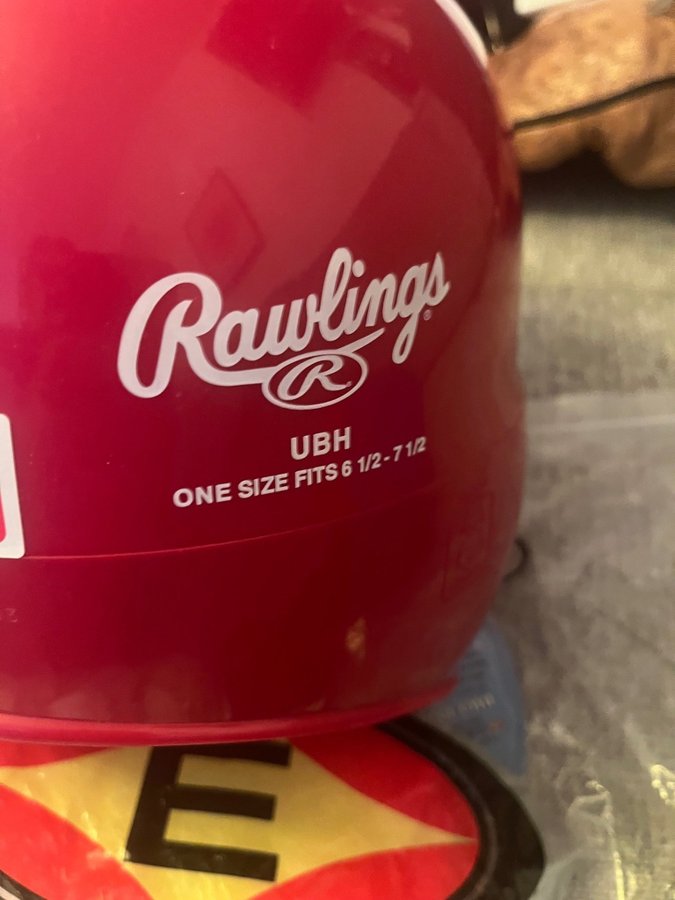 Rawlings®
R®
UBH
ONE SIZE FITS 6 1/2 - 7 1/2
E